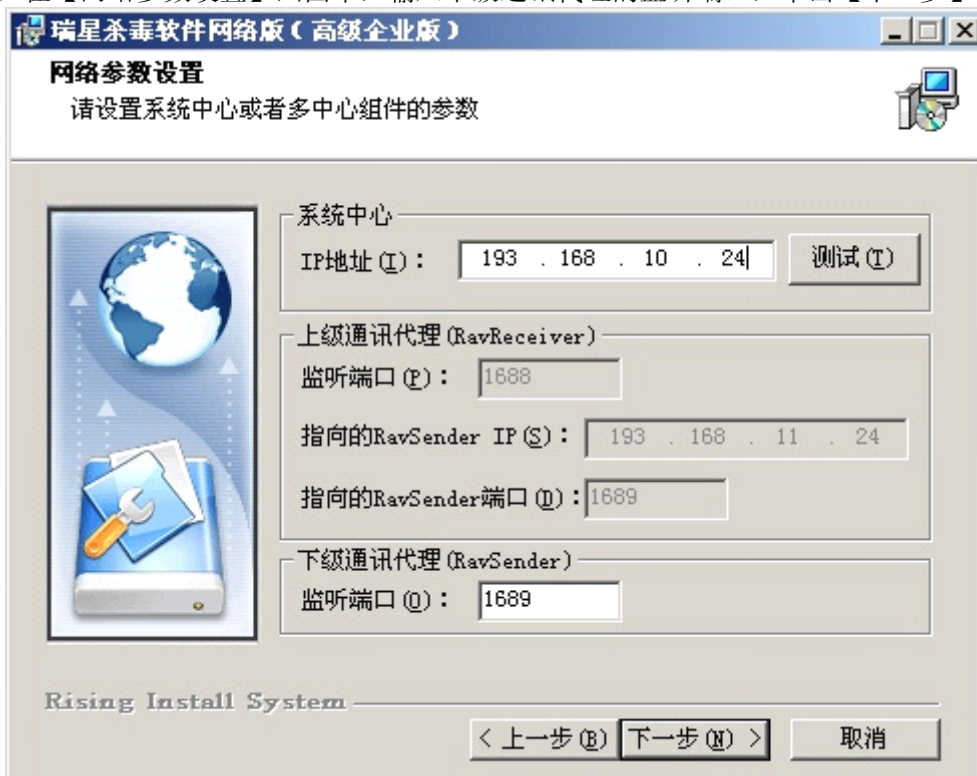 瑞星杀毒软件网络版（高级企业版）
网络参数设置
请设置系统中心或者多中心组件的参数
系统中心
IP地址(I)： 193 . 168 . 10 . 24 测试(T)
上级通讯代理(RavReceiver)
监听端口(P)： 1688
指向的RavSender IP(S)： 193 . 168 . 11 . 24
指向的RavSender端口(D)：1689
下级通讯代理(RavSender)
监听端口(O)： 1689
Rising Install System
< 上一步(B) 下一步(N) > 取消